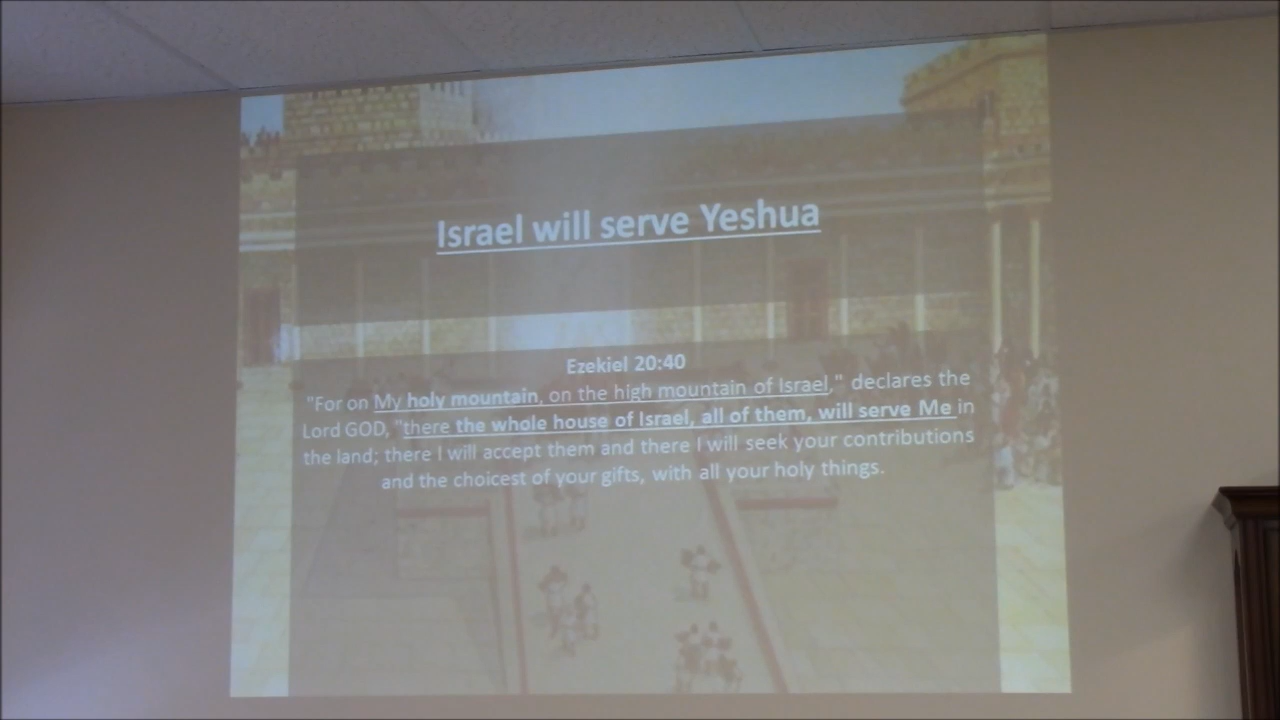 Israel will serve Yeshua
Ezekiel 20:40
"For on My holy mountain, on the high mountain of Israel," declares the
Lord GOD, "there the whole house of Israel, all of them, will serve Me in
the land; there I will accept them and there I will seek your contributions
and the choicest of your gifts, with all your holy things.